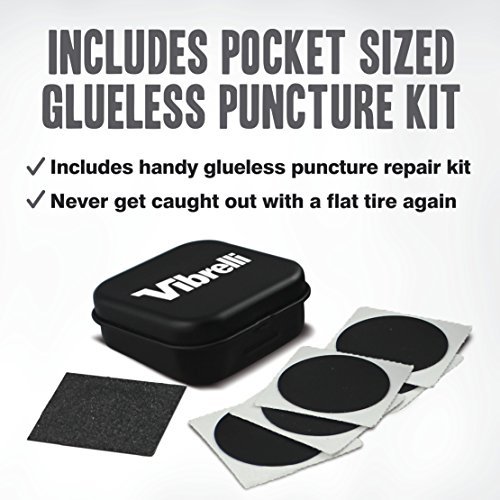 INCLUDES POCKET SIZED
GLUELESS PUNCTURE KIT
✓ Includes handy glueless puncture repair kit
✓ Never get caught out with a flat tire again
Vibrelli